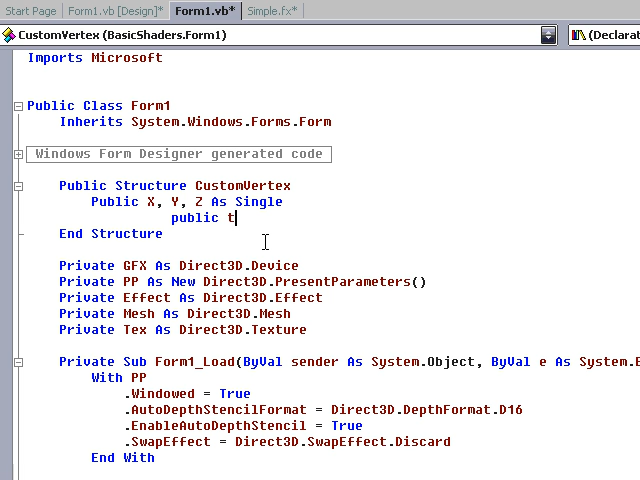 Start Page Form1.vb [Design]* Form1.vb* Simple.fx*
CustomVertex (BasicShaders.Form1) (Declarat
Imports Microsoft
Public Class Form1
Inherits System.Windows.Forms.Form
Windows Form Designer generated code
Public Structure CustomVertex
Public X, Y, Z As Single
public t
End Structure
Private GFX As Direct3D.Device
Private PP As New Direct3D.PresentParameters()
Private Effect As Direct3D.Effect
Private Mesh As Direct3D.Mesh
Private Tex As Direct3D.Texture
Private Sub Form1_Load(ByVal sender As System.Object, ByVal e As System.E
With PP
.Windowed = True
.AutoDepthStencilFormat = Direct3D.DepthFormat.D16
.EnableAutoDepthStencil = True
.SwapEffect = Direct3D.SwapEffect.Discard
End With